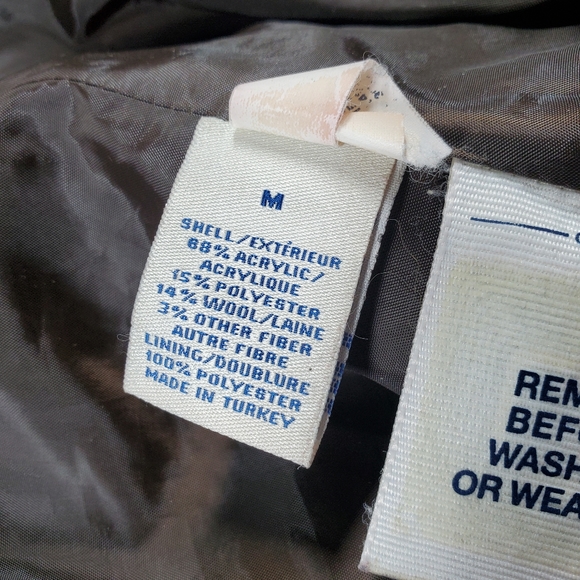 M
SHELL/EXTÉRIEUR
68% ACRYLIC/
ACRYLIQUE
15% POLYESTER
14% WOOL/LAINE
3% OTHER FIBER
AUTRE FIBRE
LINING/DOUBLURE
100% POLYESTER
MADE IN TURKEY
REM
BEF
WASH
OR WEA